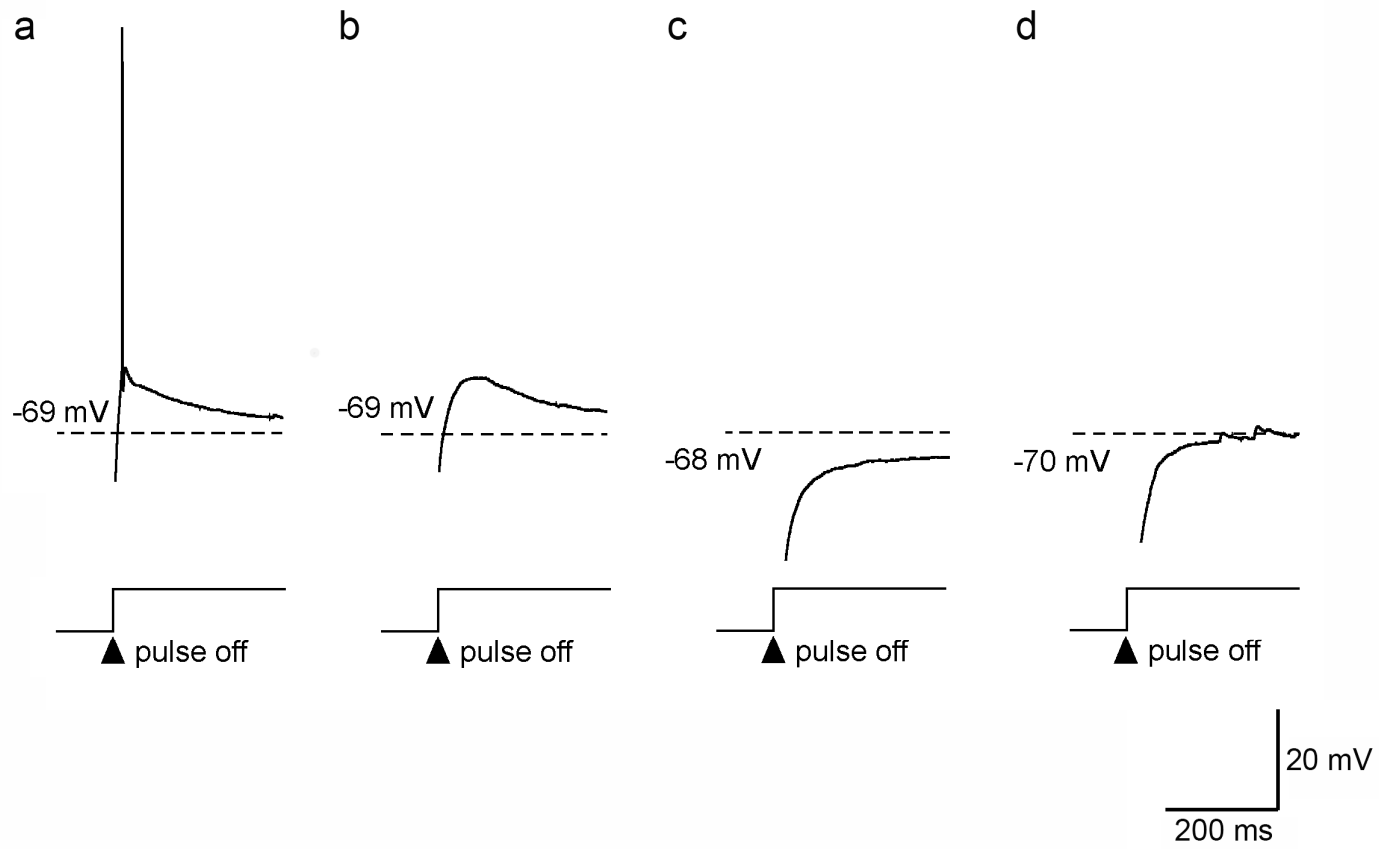 a b c d
-69 mV -69 mV -68 mV -70 mV
pulse off pulse off pulse off pulse off
20 mV
200 ms